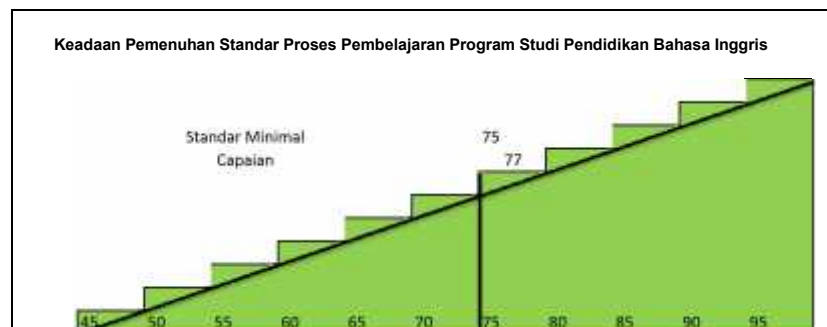 Keadaan Pemenuhan Standar Proses Pembelajaran Program Studi Pendidikan Bahasa Inggris
Standar Minimal 75
Capaian 77
45 50 55 60 65 70 75 80 85 90 95